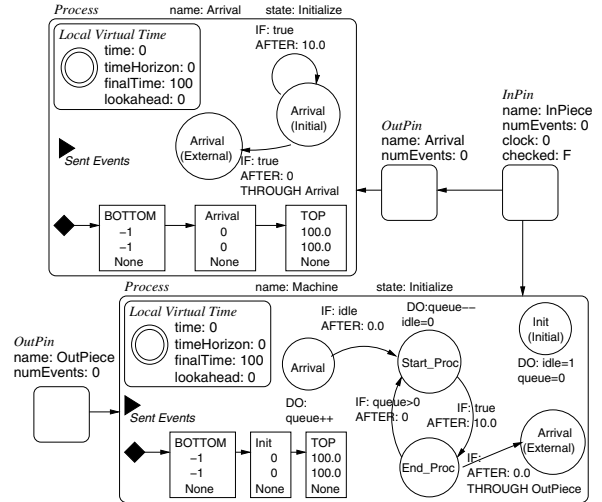 Process name: Arrival state: Initialize
Local Virtual Time
time: 0
timeHorizon: 0
finalTime: 100
lookahead: 0
IF: true
AFTER: 10.0
Arrival
(Initial)
Arrival
(External)
IF: true
AFTER: 0
THROUGH Arrival
Sent Events
BOTTOM
−1
−1
None
Arrival
0
0
None
TOP
100.0
100.0
None
OutPin
name: Arrival
numEvents: 0
InPin
name: InPiece
numEvents: 0
clock: 0
checked: F
Process name: Machine state: Initialize
OutPin
name: OutPiece
numEvents: 0
Local Virtual Time
time: 0
timeHorizon: 0
finalTime: 100
lookahead: 0
IF: idle
AFTER: 0.0
Arrival
DO:
queue++
DO:queue−−
idle=0
Start_Proc
Init
(Initial)
DO: idle=1
queue=0
IF: queue>0
AFTER: 0
IF: true
AFTER: 10.0
End_Proc
Arrival
(External)
IF:
AFTER: 0.0
THROUGH OutPiece
Sent Events
BOTTOM
−1
−1
None
Init
0
0
None
TOP
100.0
100.0
None